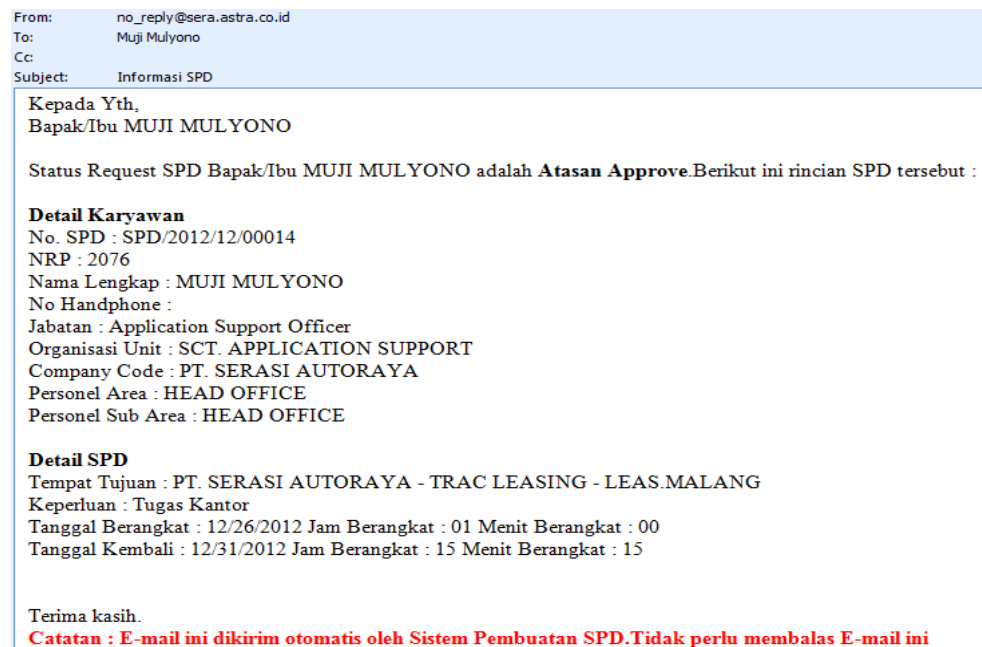 From: no_reply@sera.astra.co.id
To: Muji Mulyono
Cc:
Subject: Informasi SPD
Kepada Yth,
Bapak/Ibu MUJI MULYONO
Status Request SPD Bapak/Ibu MUJI MULYONO adalah Atasan Approve.Berikut ini rincian SPD tersebut :
Detail Karyawan
No. SPD : SPD/2012/12/00014
NRP : 2076
Nama Lengkap : MUJI MULYONO
No Handphone :
Jabatan : Application Support Officer
Organisasi Unit : SCT. APPLICATION SUPPORT
Company Code : PT. SERASI AUTORAYA
Personel Area : HEAD OFFICE
Personel Sub Area : HEAD OFFICE
Detail SPD
Tempat Tujuan : PT. SERASI AUTORAYA - TRAC LEASING - LEAS.MALANG
Keperluan : Tugas Kantor
Tanggal Berangkat : 12/26/2012 Jam Berangkat : 01 Menit Berangkat : 00
Tanggal Kembali : 12/31/2012 Jam Berangkat : 15 Menit Berangkat : 15
Terima kasih.
Catatan : E-mail ini dikirim otomatis oleh Sistem Pembuatan SPD.Tidak perlu membalas E-mail ini